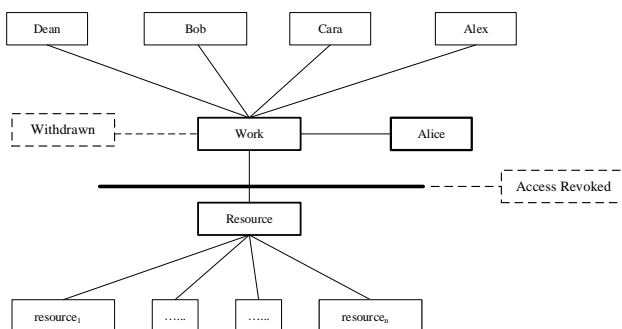 Dean
Bob
Cara
Alex
Withdrawn
Work
Alice
Access Revoked
Resource
resource₁
…...
…...
resourceₙ